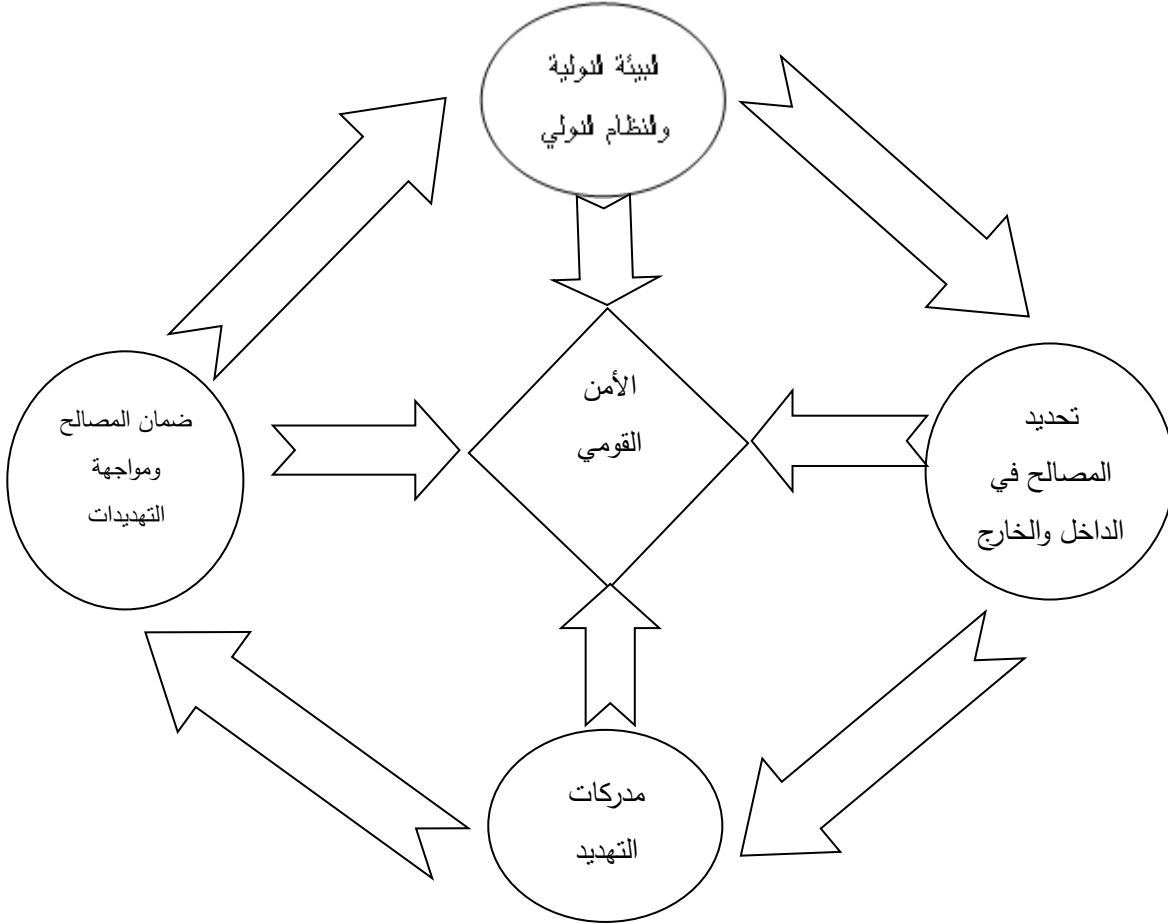 البيئة الدولية
والنظام الدولي
الأمن
القومي
تحديد
المصالح في
الداخل والخارج
ضمان المصالح
ومواجهة
التهديدات
مدركات
التهديد